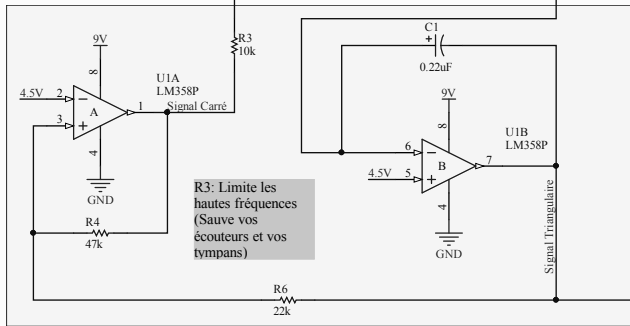 R3
10k
9V
8
U1A
LM358P
4.5V
2
3
A
1
Signal Carré
4
GND
R4
47k
R3: Limite les
hautes fréquences
(Sauve vos
écouteurs et vos
tympans)
C1
+
0.22uF
9V
8
U1B
LM358P
6
4.5V
5
B
7
4
GND
Signal Triangulaire
R6
22k